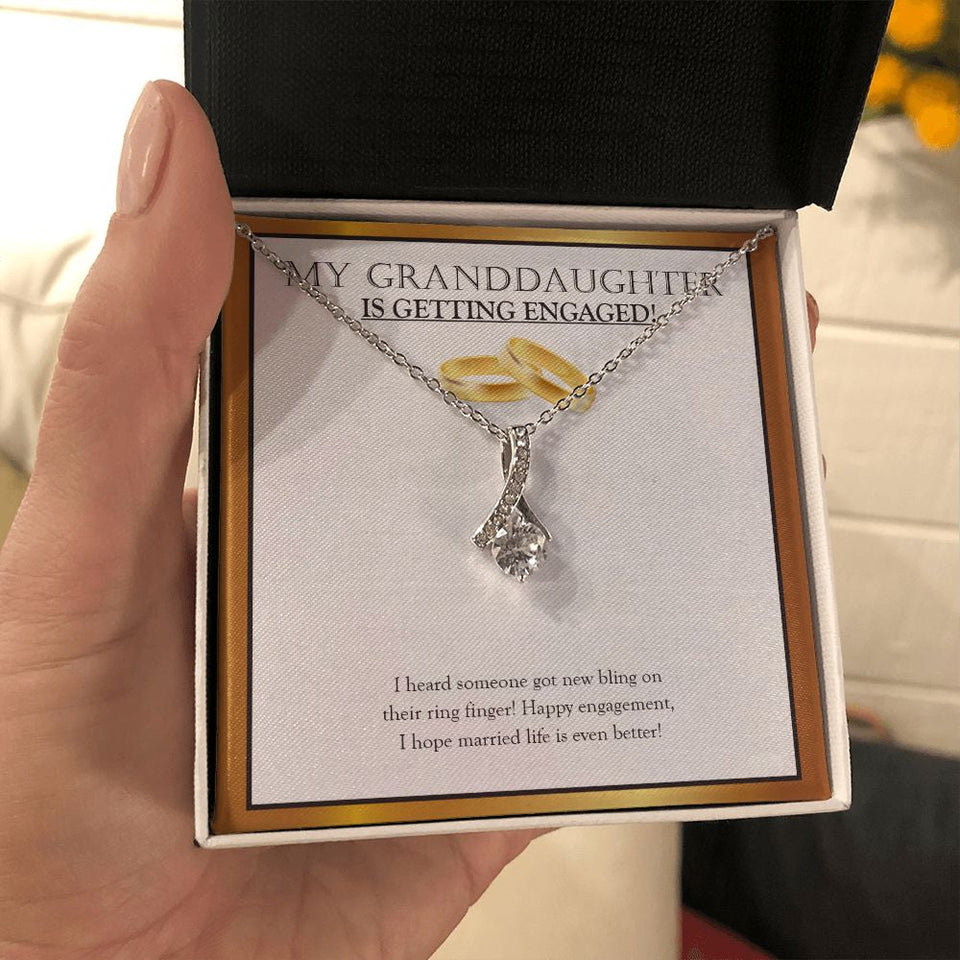 MY GRANDDAUGHTER
IS GETTING ENGAGED!
I heard someone got new bling on
their ring finger! Happy engagement,
I hope married life is even better!